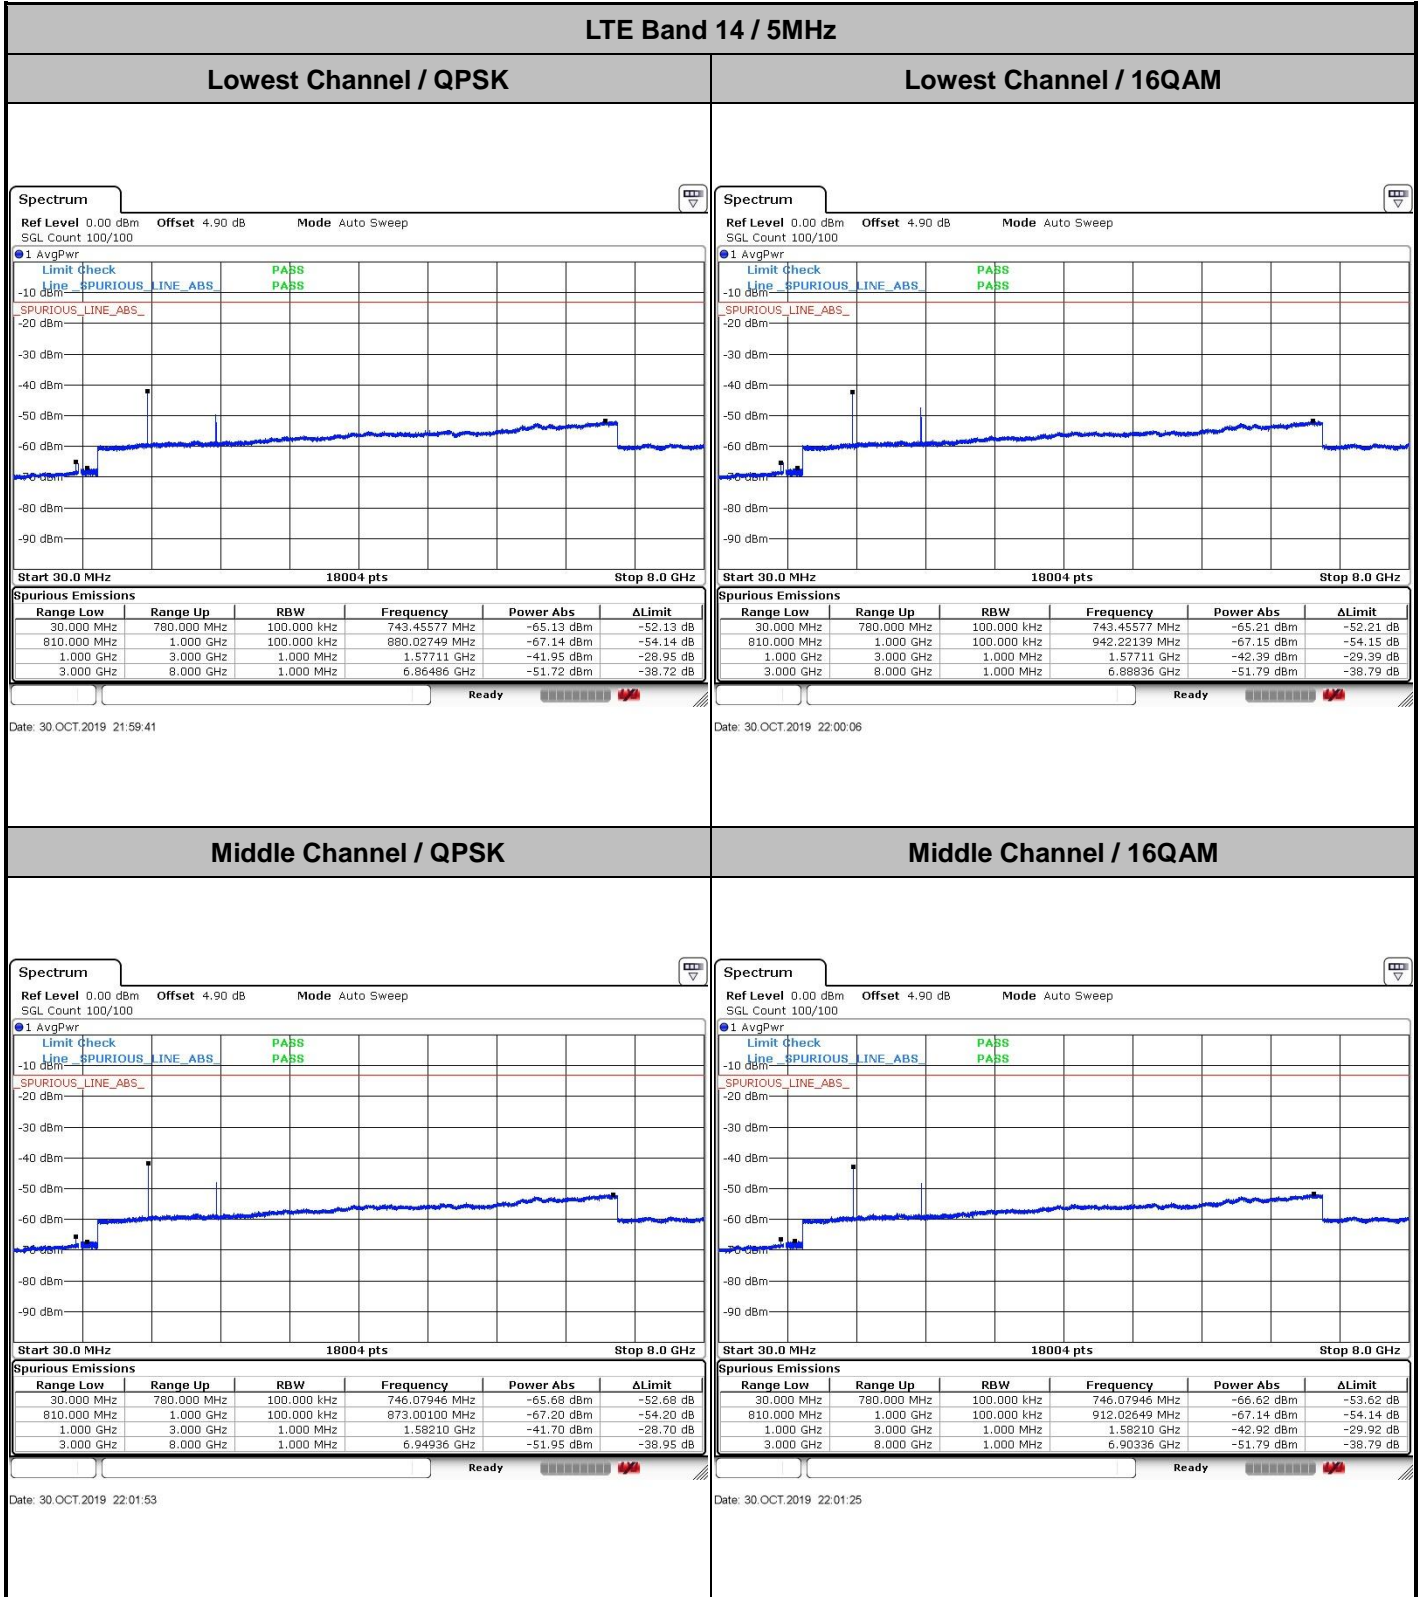 LTE Band 14 / 5MHz
Lowest Channel / QPSK
Lowest Channel / 16QAM
Spectrum
Ref Level 0.00 dBm Offset 4.90 dB Mode Auto Sweep
SGL Count 100/100
1 AvgPwr
Limit Check PASS
Line _SPURIOUS_LINE_ABS_ PASS
-10 dBm
_SPURIOUS_LINE_ABS_
-20 dBm
-30 dBm
-40 dBm
-50 dBm
-60 dBm
-70 dBm
-80 dBm
-90 dBm
Start 30.0 MHz 18004 pts Stop 8.0 GHz
Spurious Emissions
Range Low Range Up RBW Frequency Power Abs ΔLimit
30.000 MHz 780.000 MHz 100.000 kHz 743.45577 MHz -65.13 dBm -52.13 dB
810.000 MHz 1.000 GHz 100.000 kHz 880.02749 MHz -67.14 dBm -54.14 dB
1.000 GHz 3.000 GHz 1.000 MHz 1.57711 GHz -41.95 dBm -28.95 dB
3.000 GHz 8.000 GHz 1.000 MHz 6.86486 GHz -51.72 dBm -38.72 dB
Ready
Date: 30.OCT.2019 21:59:41
Spectrum
Ref Level 0.00 dBm Offset 4.90 dB Mode Auto Sweep
SGL Count 100/100
1 AvgPwr
Limit Check PASS
Line _SPURIOUS_LINE_ABS_ PASS
-10 dBm
_SPURIOUS_LINE_ABS_
-20 dBm
-30 dBm
-40 dBm
-50 dBm
-60 dBm
-70 dBm
-80 dBm
-90 dBm
Start 30.0 MHz 18004 pts Stop 8.0 GHz
Spurious Emissions
Range Low Range Up RBW Frequency Power Abs ΔLimit
30.000 MHz 780.000 MHz 100.000 kHz 743.45577 MHz -65.21 dBm -52.21 dB
810.000 MHz 1.000 GHz 100.000 kHz 942.22139 MHz -67.15 dBm -54.15 dB
1.000 GHz 3.000 GHz 1.000 MHz 1.57711 GHz -42.39 dBm -29.39 dB
3.000 GHz 8.000 GHz 1.000 MHz 6.88836 GHz -51.79 dBm -38.79 dB
Ready
Date: 30.OCT.2019 22:00:06
Middle Channel / QPSK
Middle Channel / 16QAM
Spectrum
Ref Level 0.00 dBm Offset 4.90 dB Mode Auto Sweep
SGL Count 100/100
1 AvgPwr
Limit Check PASS
Line _SPURIOUS_LINE_ABS_ PASS
-10 dBm
_SPURIOUS_LINE_ABS_
-20 dBm
-30 dBm
-40 dBm
-50 dBm
-60 dBm
-70 dBm
-80 dBm
-90 dBm
Start 30.0 MHz 18004 pts Stop 8.0 GHz
Spurious Emissions
Range Low Range Up RBW Frequency Power Abs ΔLimit
30.000 MHz 780.000 MHz 100.000 kHz 746.07946 MHz -65.68 dBm -52.68 dB
810.000 MHz 1.000 GHz 100.000 kHz 873.00100 MHz -67.20 dBm -54.20 dB
1.000 GHz 3.000 GHz 1.000 MHz 1.58210 GHz -41.70 dBm -28.70 dB
3.000 GHz 8.000 GHz 1.000 MHz 6.94936 GHz -51.95 dBm -38.95 dB
Ready
Date: 30.OCT.2019 22:01:53
Spectrum
Ref Level 0.00 dBm Offset 4.90 dB Mode Auto Sweep
SGL Count 100/100
1 AvgPwr
Limit Check PASS
Line _SPURIOUS_LINE_ABS_ PASS
-10 dBm
_SPURIOUS_LINE_ABS_
-20 dBm
-30 dBm
-40 dBm
-50 dBm
-60 dBm
-70 dBm
-80 dBm
-90 dBm
Start 30.0 MHz 18004 pts Stop 8.0 GHz
Spurious Emissions
Range Low Range Up RBW Frequency Power Abs ΔLimit
30.000 MHz 780.000 MHz 100.000 kHz 746.07946 MHz -66.62 dBm -53.62 dB
810.000 MHz 1.000 GHz 100.000 kHz 912.02649 MHz -67.14 dBm -54.14 dB
1.000 GHz 3.000 GHz 1.000 MHz 1.58210 GHz -42.92 dBm -29.92 dB
3.000 GHz 8.000 GHz 1.000 MHz 6.90336 GHz -51.79 dBm -38.79 dB
Ready
Date: 30.OCT.2019 22:01:25